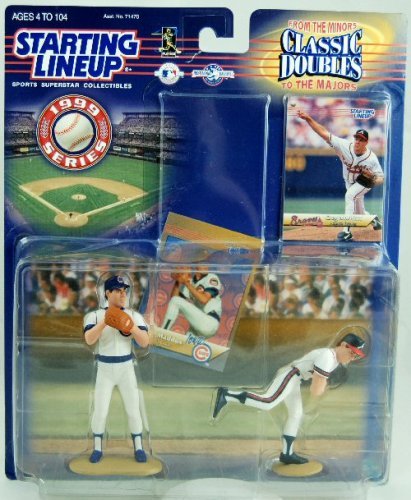 AGES 4 TO 104
Asst. No. 71470
STARTING
LINEUP
SPORTS SUPERSTAR COLLECTIBLES
FROM THE MINORS
CLASSIC
DOUBLES
TO THE MAJORS
1999
SERIES
STARTING
LINEUP
Braves